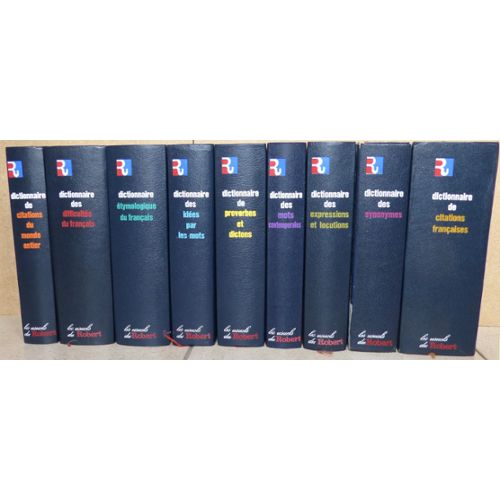 R
dictionnaire
de
citations
du
monde
entier
les usuels
du Robert
R
dictionnaire
des
difficultés
du français
les usuels
du Robert
R
dictionnaire
étymologique
du français
les usuels
du Robert
R
dictionnaire
des
idées
par
les mots
les usuels
du Robert
R
dictionnaire
de
proverbes
et
dictons
les usuels
du Robert
R
dictionnaire
des
mots
contemporains
les usuels
du Robert
R
dictionnaire
des
expressions
et locutions
les usuels
du Robert
R
dictionnaire
des
synonymes
les usuels
du Robert
R
dictionnaire
de
citations
françaises
les usuels
du Robert